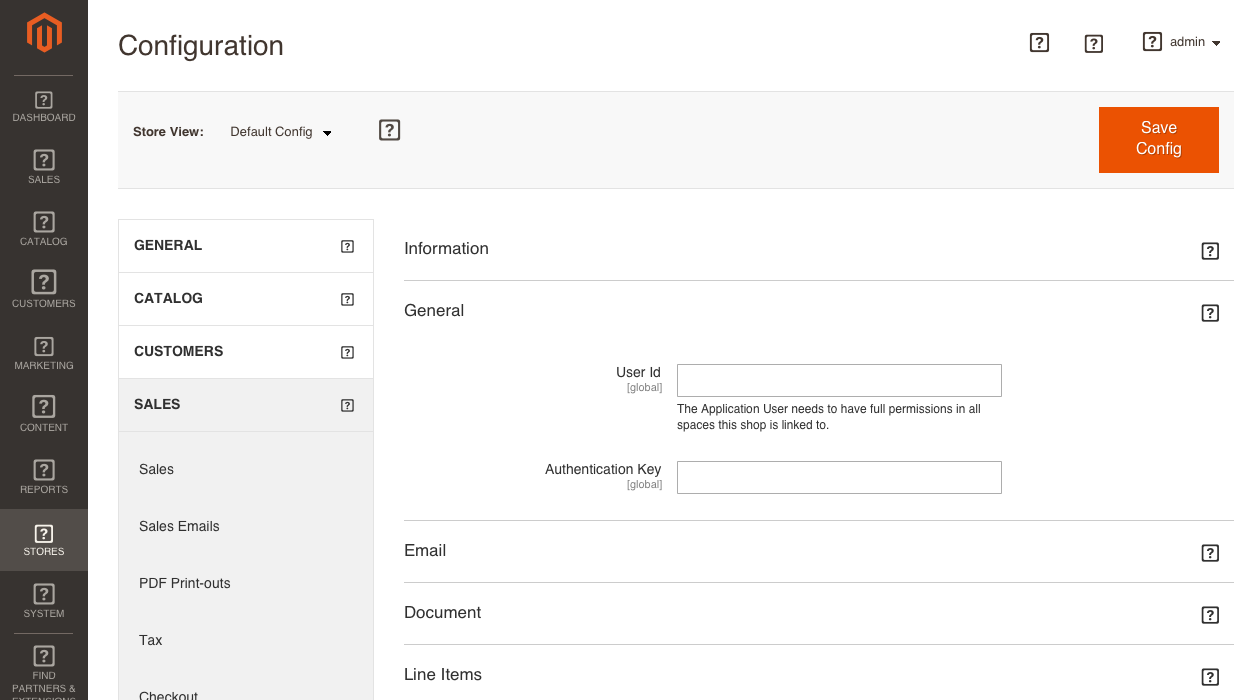 Configuration
admin
DASHBOARD
SALES
CATALOG
CUSTOMERS
MARKETING
CONTENT
REPORTS
STORES
SYSTEM
FIND
PARTNERS &
EXTENSIONS
Store View: Default Config
Save
Config
GENERAL
CATALOG
CUSTOMERS
SALES
Sales
Sales Emails
PDF Print-outs
Tax
Checkout
Information
General
User Id
[global]
The Application User needs to have full permissions in all
spaces this shop is linked to.
Authentication Key
[global]
Email
Document
Line Items